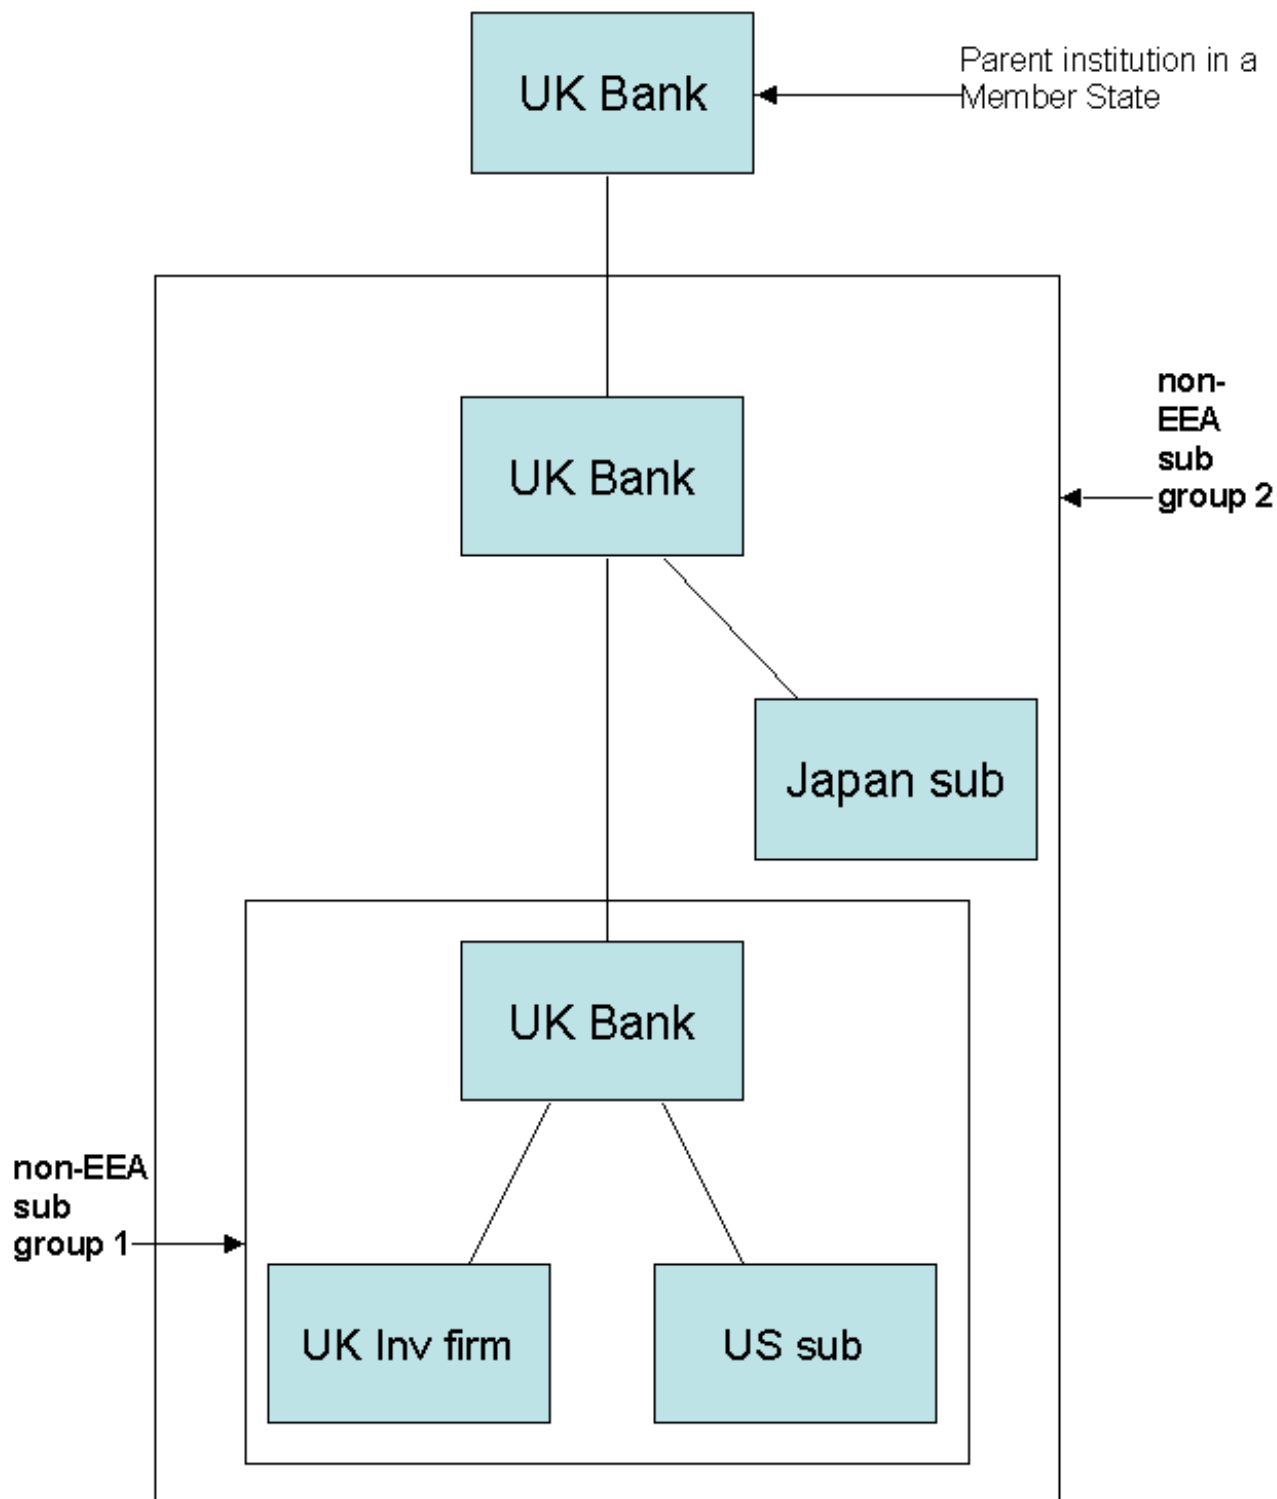 UK Bank
Parent institution in a
Member State
UK Bank
non-
EEA
sub
group 2
Japan sub
UK Bank
non-EEA
sub
group 1
UK Inv firm
US sub